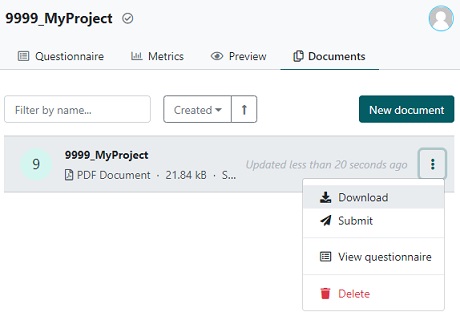 9999_MyProject
Questionnaire Metrics Preview Documents
Filter by name... Created New document
9 9999_MyProject Updated less than 20 seconds ago
PDF Document · 21.84 kB · S...
Download
Submit
View questionnaire
Delete